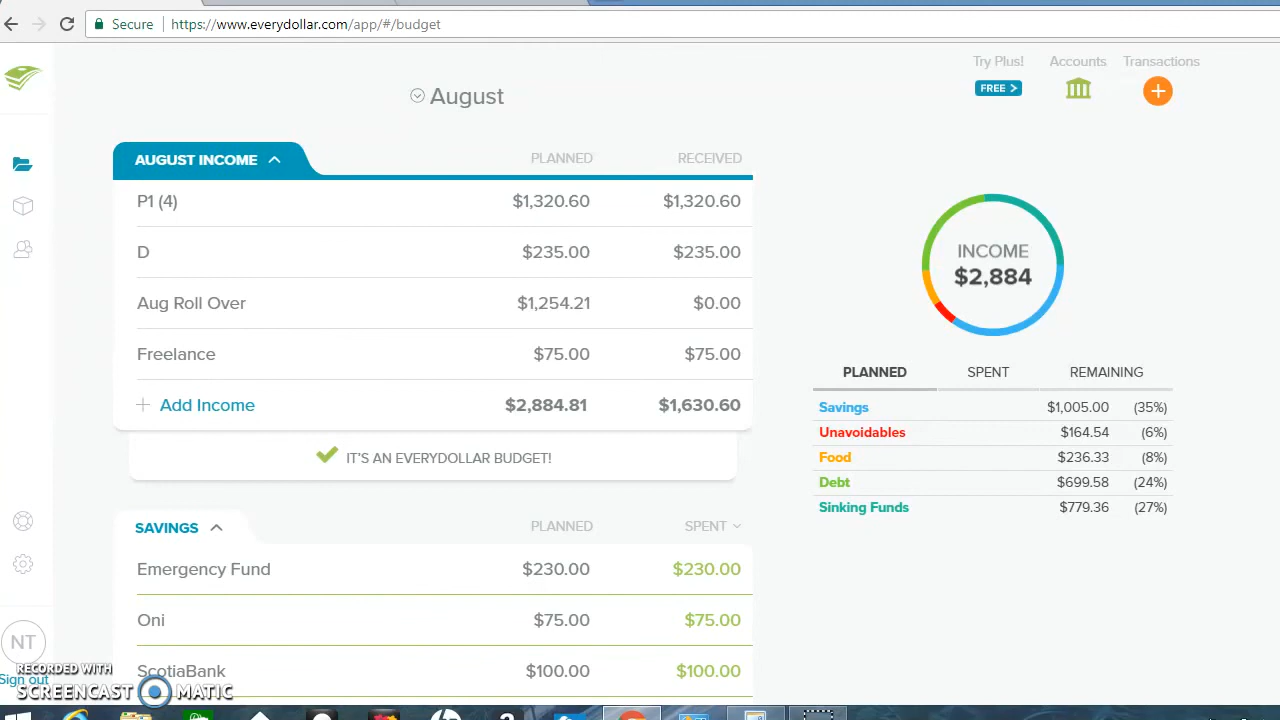 Secure https://www.everydollar.com/app/#/budget
August
Try Plus! Accounts Transactions
FREE >
AUGUST INCOME PLANNED RECEIVED
P1 (4) $1,320.60 $1,320.60
D $235.00 $235.00
Aug Roll Over $1,254.21 $0.00
Freelance $75.00 $75.00
+ Add Income $2,884.81 $1,630.60
IT'S AN EVERYDOLLAR BUDGET!
INCOME
$2,884
PLANNED SPENT REMAINING
Savings $1,005.00 (35%)
Unavoidables $164.54 (6%)
Food $236.33 (8%)
Debt $699.58 (24%)
Sinking Funds $779.36 (27%)
SAVINGS PLANNED SPENT
Emergency Fund $230.00 $230.00
Oni $75.00 $75.00
ScotiaBank $100.00 $100.00
NT
Sign out
RECORDED WITH
SCREENCAST MATIC